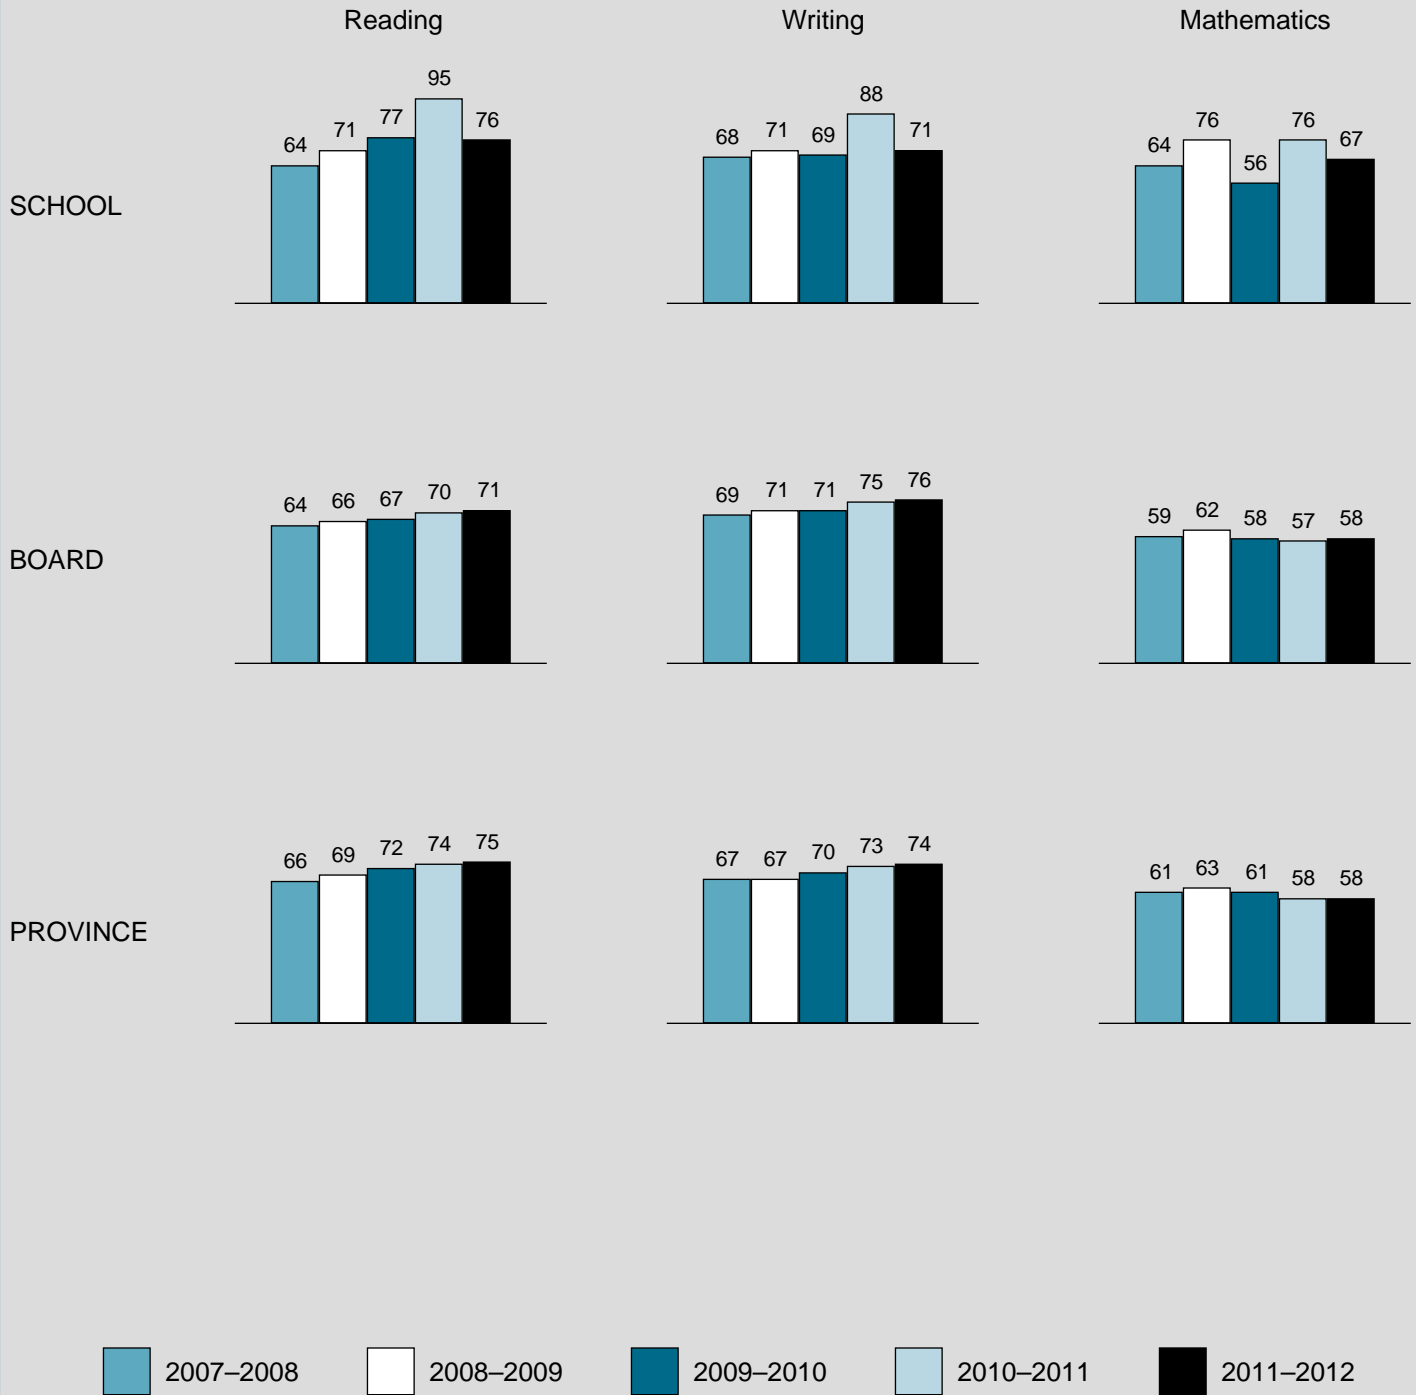 Reading Writing Mathematics
SCHOOL
64 71 77 95 76
68 71 69 88 71
64 76 56 76 67
BOARD
64 66 67 70 71
69 71 71 75 76
59 62 58 57 58
PROVINCE
66 69 72 74 75
67 67 70 73 74
61 63 61 58 58
2007–2008 2008–2009 2009–2010 2010–2011 2011–2012